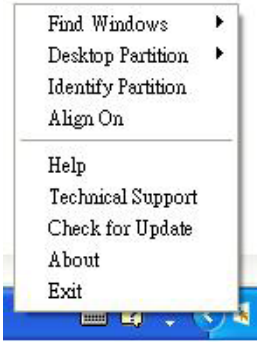 Find Windows
Desktop Partition
Identify Partition
Align On
Help
Technical Support
Check for Update
About
Exit